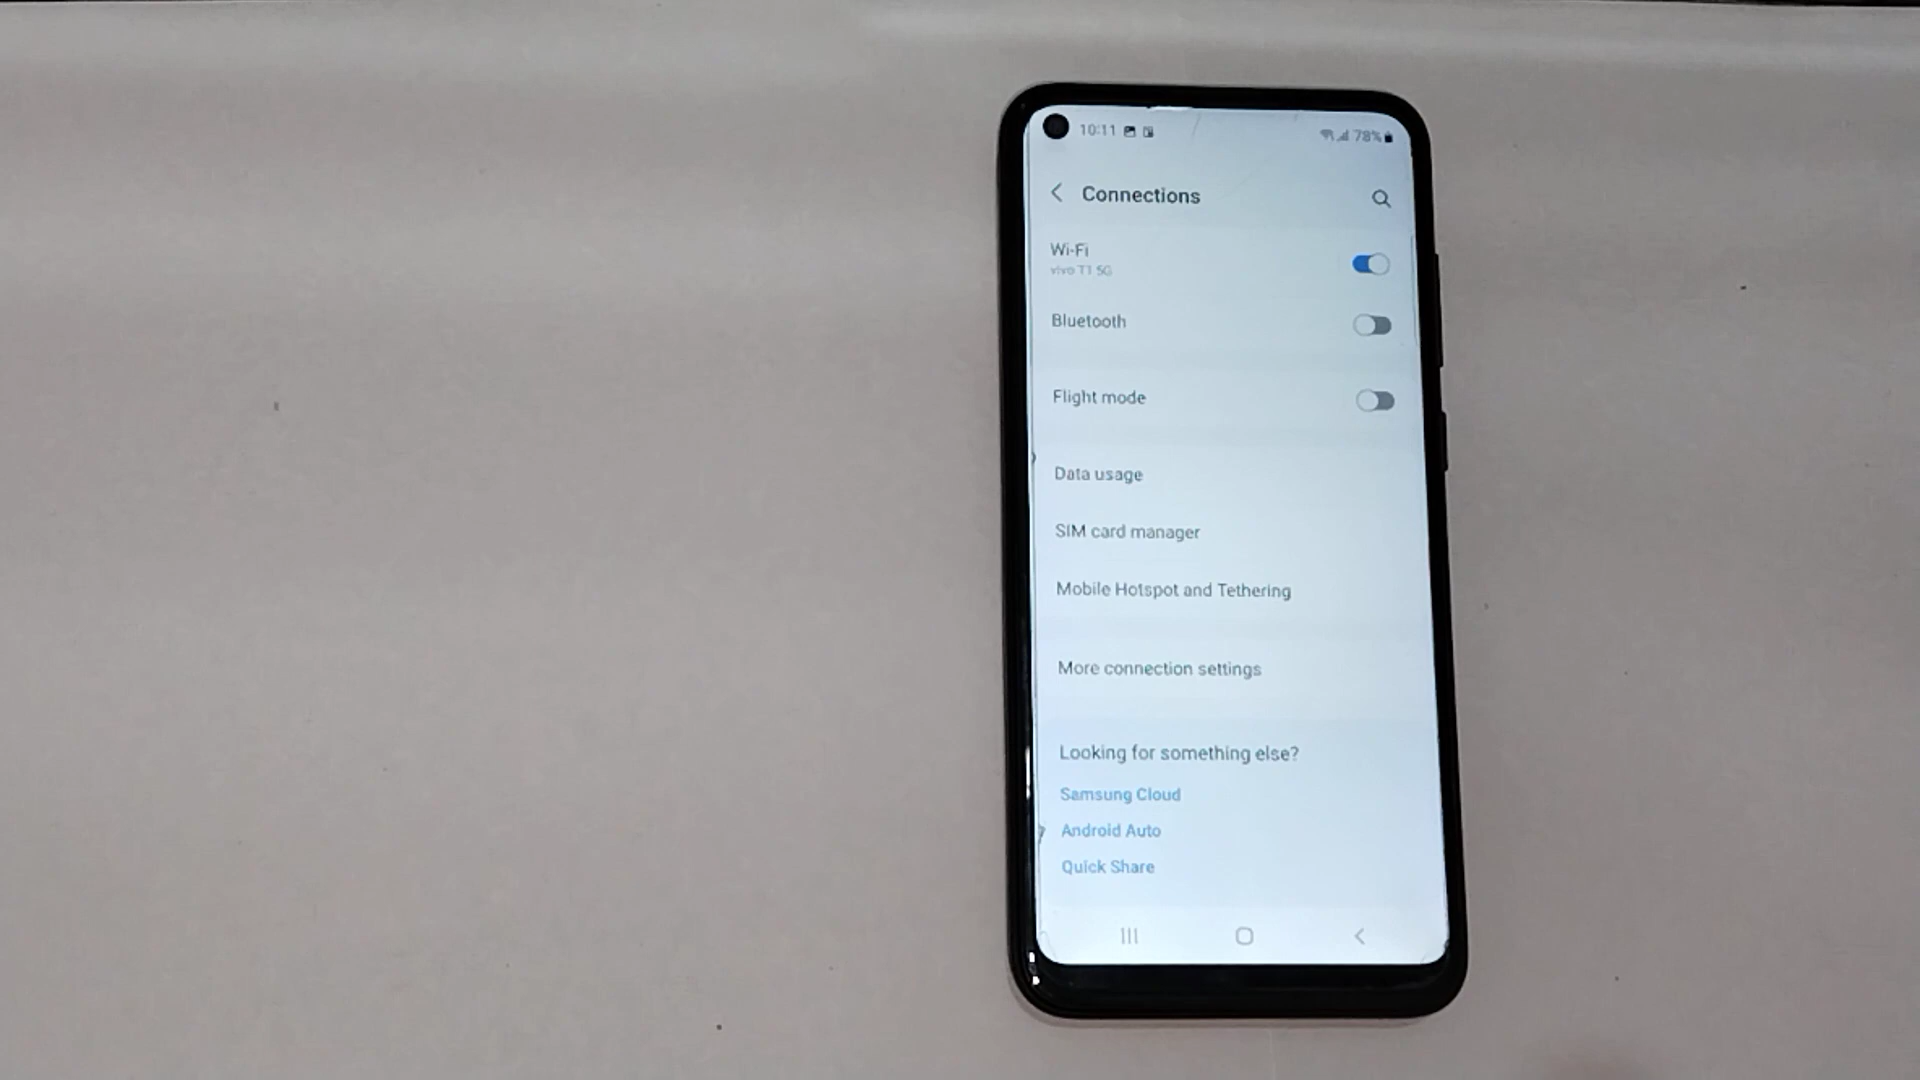 10:11
78%
Connections
Wi-Fi
vivo T1 5G
Bluetooth
Flight mode
Data usage
SIM card manager
Mobile Hotspot and Tethering
More connection settings
Looking for something else?
Samsung Cloud
Android Auto
Quick Share